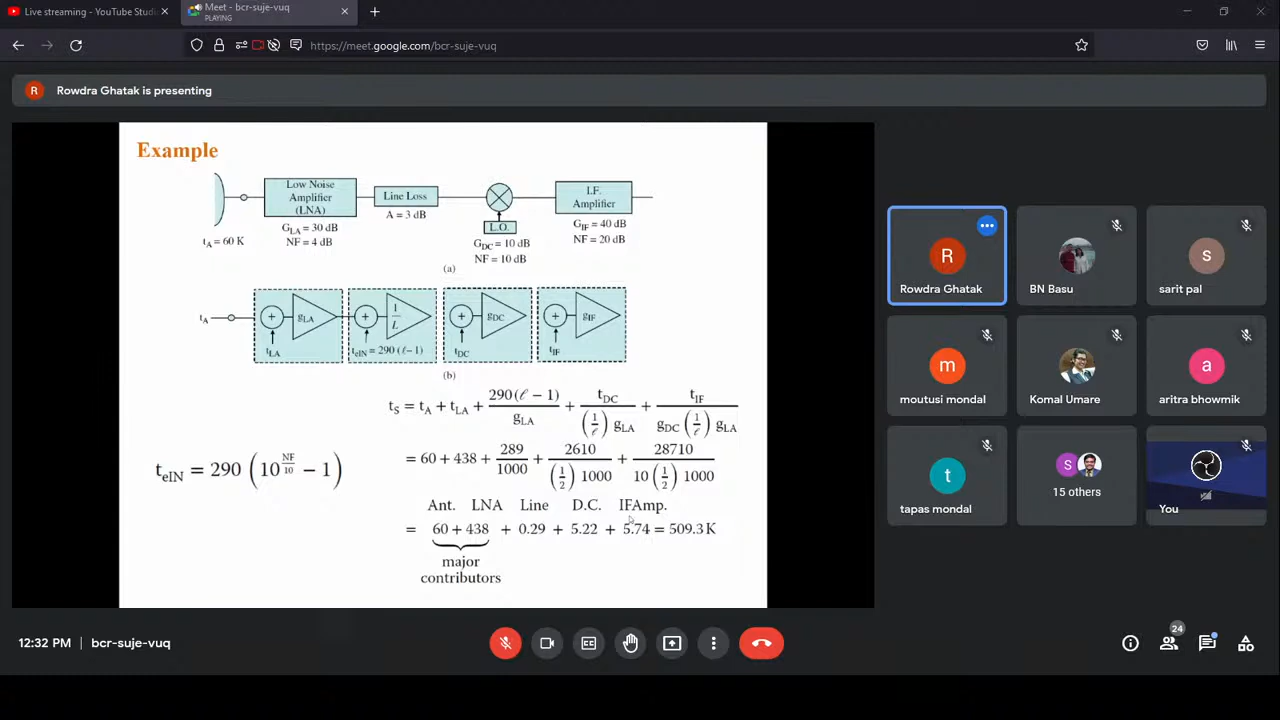 Live streaming - YouTube Studi
Meet - bcr-suje-vuq
PLAYING
https://meet.google.com/bcr-suje-vuq
R Rowdra Ghatak is presenting
Example
Low Noise
Amplifier
(LNA)
Line Loss
I.F.
Amplifier
L.O.
tA = 60 K
GLA = 30 dB
NF = 4 dB
A = 3 dB
GDC = 10 dB
NF = 10 dB
GIF = 40 dB
NF = 20 dB
(a)
tA + gLA + 1/L + gDC + gIF
tLA teIN = 290 (ℓ−1) tDC tIF
(b)
tS = tA + tLA + 290(ℓ − 1)/gLA + tDC/((1/ℓ) gLA) + tIF/(gDC (1/ℓ) gLA)
teIN = 290 (10^(NF/10) − 1)
= 60 + 438 + 289/1000 + 2610/((1/2) 1000) + 28710/(10 (1/2) 1000)
Ant. LNA Line D.C. IFAmp.
= 60 + 438 + 0.29 + 5.22 + 5.74 = 509.3 K
major
contributors
R
Rowdra Ghatak
BN Basu
s
sarit pal
m
moutusi mondal
Komal Umare
a
aritra bhowmik
t
tapas mondal
S
15 others
You
12:32 PM | bcr-suje-vuq
24